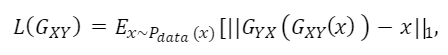 L(G_{XY}) = E_{x∼P_{data}(x)}[||G_{YX}(G_{XY}(x)) − x||_1,